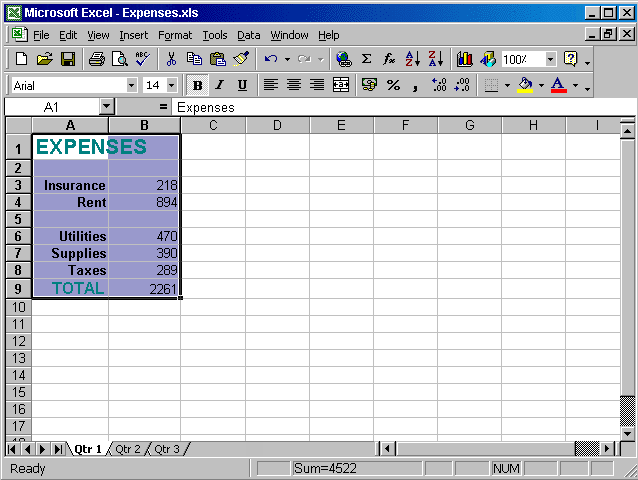 Microsoft Excel - Expenses.xls
File Edit View Insert Format Tools Data Window Help
100%
Arial 14 B I U $ % , A
A1 = Expenses
A B C D E F G H I
1 EXPENSES
2
3 Insurance 218
4 Rent 894
5
6 Utilities 470
7 Supplies 390
8 Taxes 289
9 TOTAL 2261
10
11
12
13
14
15
16
17
Qtr 1 Qtr 2 Qtr 3
Ready Sum=4522 NUM